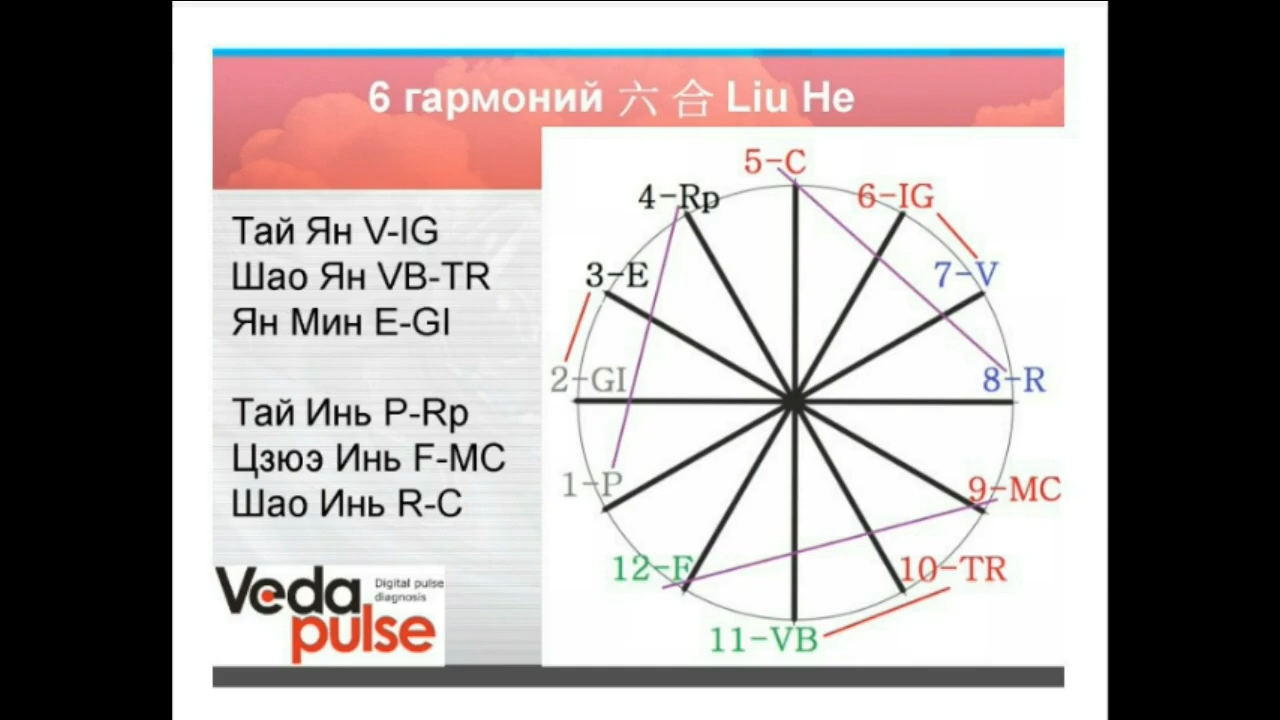 6 гармоний 六 合 Liu He
Тай Ян V-IG
Шао Ян VB-TR
Ян Мин E-GI
Тай Инь P-Rp
Цзюэ Инь F-MC
Шао Инь R-C
5-C
4-Rp
6-IG
3-E
7-V
2-GI
8-R
1-P
9-MC
12-F
10-TR
11-VB
Veda
pulse
Digital pulse
diagnosis